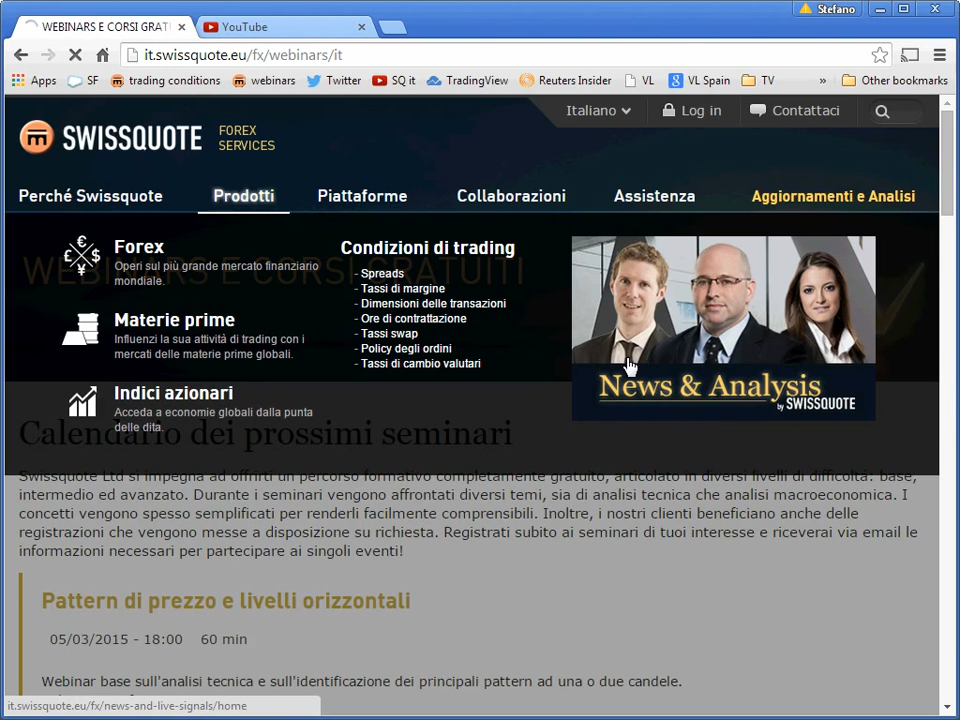 Stefano
WEBINARS E CORSI GRATI
YouTube
it.swissquote.eu/fx/webinars/it
Apps
SF
trading conditions
webinars
Twitter
SQ it
TradingView
Reuters Insider
VL
VL Spain
TV
»
Other bookmarks
Italiano
Log in
Contattaci
SWISSQUOTE
FOREX
SERVICES
Perché Swissquote
Prodotti
Piattaforme
Collaborazioni
Assistenza
Aggiornamenti e Analisi
WEBINARS E CORSI GRATUITI
Forex
Operi sul più grande mercato finanziario
mondiale.
Materie prime
Influenzi la sua attività di trading con i
mercati delle materie prime globali.
Indici azionari
Acceda a economie globali dalla punta
delle dita.
Condizioni di trading
- Spreads
- Tassi di margine
- Dimensioni delle transazioni
- Ore di contrattazione
- Tassi swap
- Policy degli ordini
- Tassi di cambio valutari
News & Analysis
by SWISSQUOTE
Calendario dei prossimi seminari
Swissquote Ltd si impegna ad offrirti un percorso formativo completamente gratuito, articolato in diversi livelli di difficoltá: base,
intermedio ed avanzato. Durante i seminari vengono affrontati diversi temi, sia di analisi tecnica che analisi macroeconomica. I
concetti vengono spesso semplificati per renderli facilmente comprensibili. Inoltre, i nostri clienti beneficiano anche delle
registrazioni che vengono messe a disposizione su richiesta. Registrati subito ai seminari di tuoi interesse e riceverai via email le
informazioni necessari per partecipare ai singoli eventi!
Pattern di prezzo e livelli orizzontali
05/03/2015 - 18:00 60 min
Webinar base sull'analisi tecnica e sull'identificazione dei principali pattern ad una o due candele.
it.swissquote.eu/fx/news-and-live-signals/home